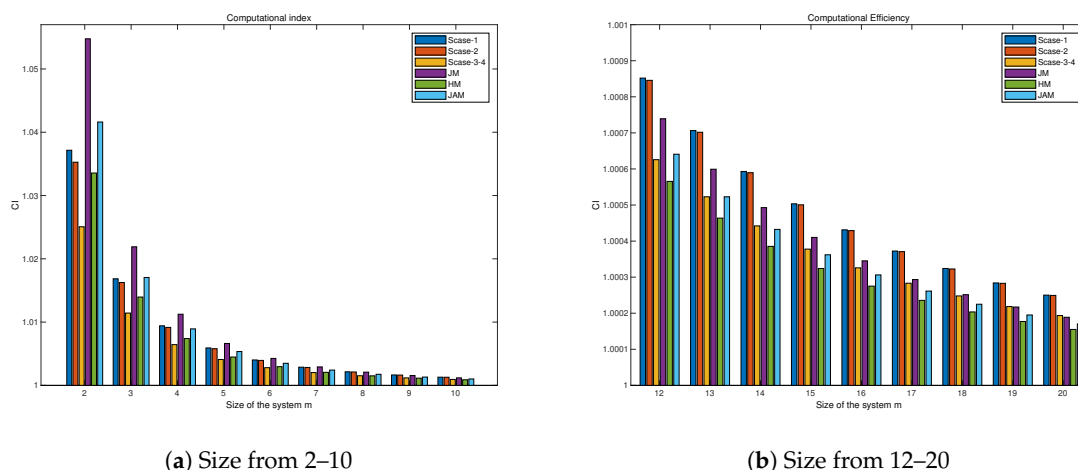 Computational index
Scase-1
Scase-2
Scase-3-4
JM
HM
JAM
1.05
1.04
1.03
1.02
1.01
1
CI
2 3 4 5 6 7 8 9 10
Size of the system m
(a) Size from 2–10
Computational Efficiency
Scase-1
Scase-2
Scase-3-4
JM
HM
JAM
1.001
1.0009
1.0008
1.0007
1.0006
1.0005
1.0004
1.0003
1.0002
1.0001
1
CI
12 13 14 15 16 17 18 19 20
Size of the system m
(b) Size from 12–20